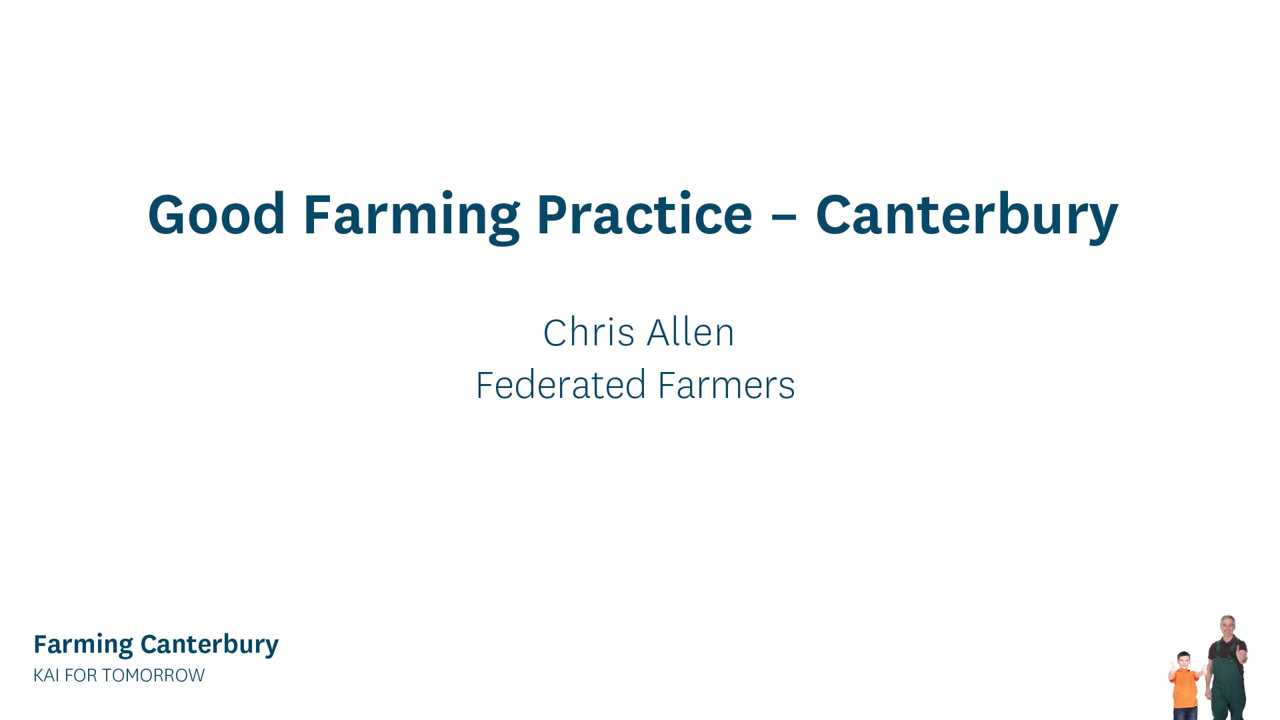 Good Farming Practice – Canterbury
Chris Allen
Federated Farmers
Farming Canterbury
KAI FOR TOMORROW